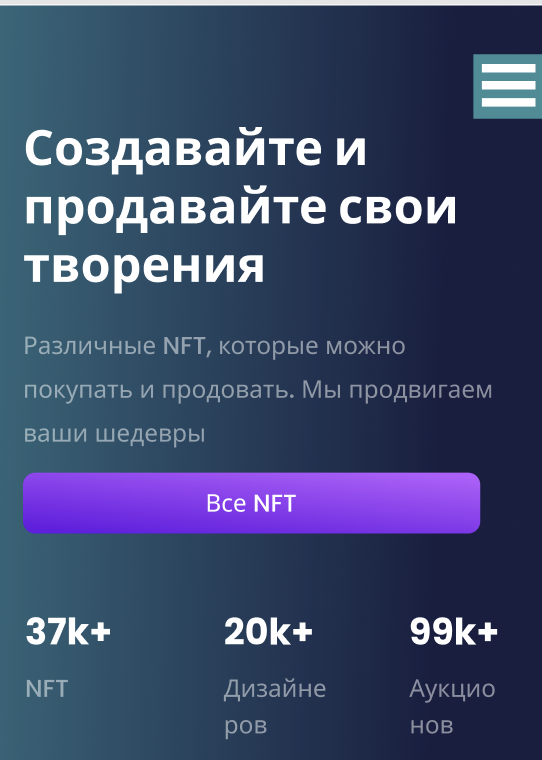 Создавайте и
продавайте свои
творения
Различные NFT, которые можно
покупать и продовать. Мы продвигаем
ваши шедевры
Все NFT
37k+ 20k+ 99k+
NFT Дизайне Аукцио
ров нов